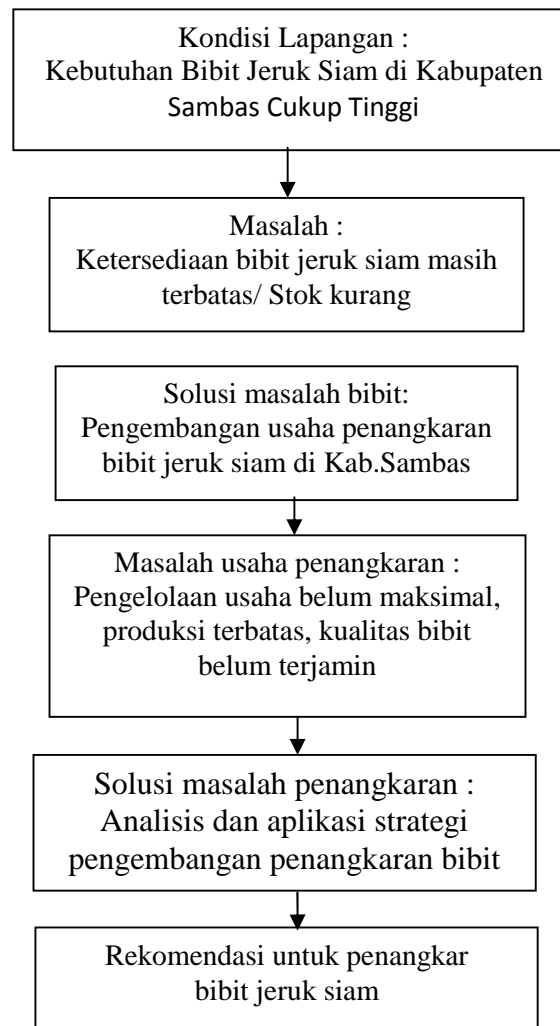 Kondisi Lapangan :
Kebutuhan Bibit Jeruk Siam di Kabupaten
Sambas Cukup Tinggi
Masalah :
Ketersediaan bibit jeruk siam masih
terbatas/ Stok kurang
Solusi masalah bibit:
Pengembangan usaha penangkaran
bibit jeruk siam di Kab.Sambas
Masalah usaha penangkaran :
Pengelolaan usaha belum maksimal,
produksi terbatas, kualitas bibit
belum terjamin
Solusi masalah penangkaran :
Analisis dan aplikasi strategi
pengembangan penangkaran bibit
Rekomendasi untuk penangkar
bibit jeruk siam